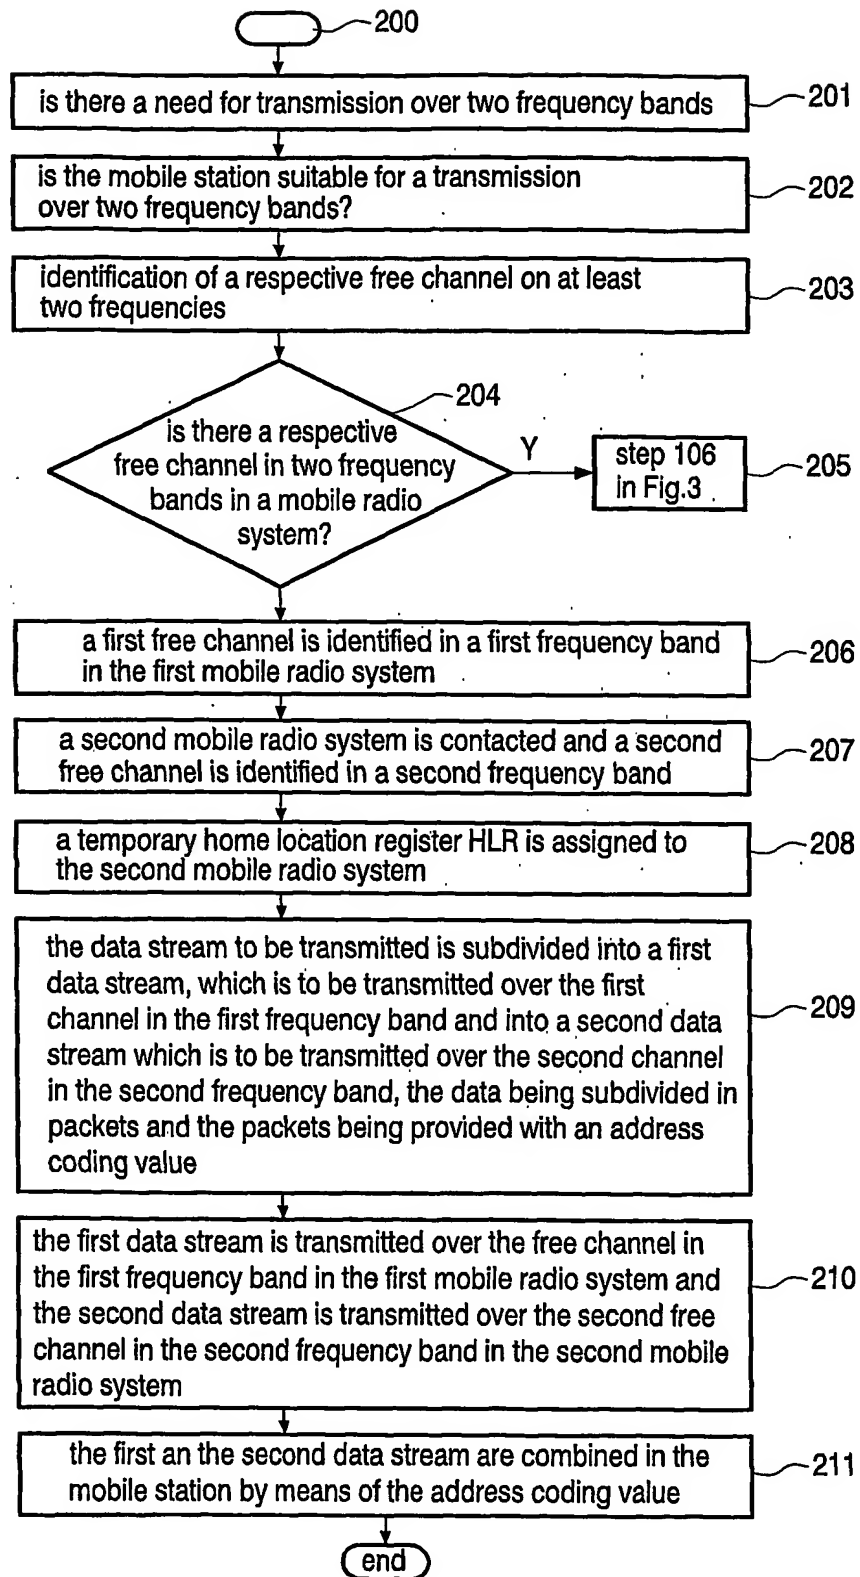 200
is there a need for transmission over two frequency bands
201
is the mobile station suitable for a transmission
over two frequency bands?
202
identification of a respective free channel on at least
two frequencies
203
204
is there a respective
free channel in two frequency
bands in a mobile radio
system?
Y
step 106
in Fig.3
205
a first free channel is identified in a first frequency band
in the first mobile radio system
206
a second mobile radio system is contacted and a second
free channel is identified in a second frequency band
207
a temporary home location register HLR is assigned to
the second mobile radio system
208
the data stream to be transmitted is subdivided into a first
data stream, which is to be transmitted over the first
channel in the first frequency band and into a second data
stream which is to be transmitted over the second channel
in the second frequency band, the data being subdivided in
packets and the packets being provided with an address
coding value
209
the first data stream is transmitted over the free channel in
the first frequency band in the first mobile radio system and
the second data stream is transmitted over the second free
channel in the second frequency band in the second mobile
radio system
210
the first an the second data stream are combined in the
mobile station by means of the address coding value
211
end